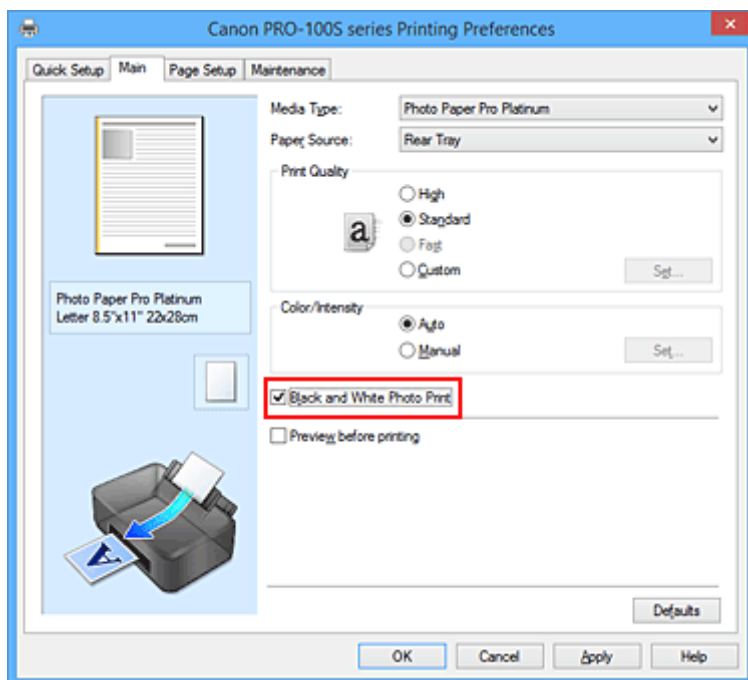 Canon PRO-100S series Printing Preferences
Quick Setup Main Page Setup Maintenance
Media Type: Photo Paper Pro Platinum
Paper Source: Rear Tray
Print Quality
High
a Standard
Fast
Custom Set...
Photo Paper Pro Platinum
Letter 8.5"x11" 22x28cm
Color/Intensity
Auto
Manual Set...
Black and White Photo Print
Preview before printing
A
Defaults
OK Cancel Apply Help